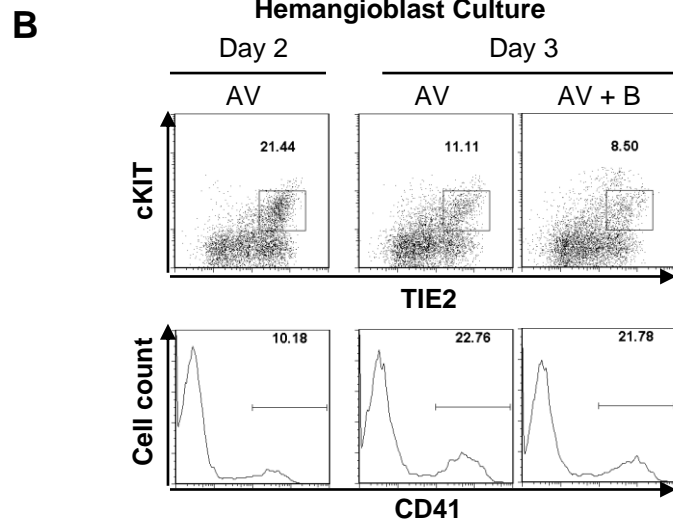 B
Hemangioblast Culture
Day 2 Day 3
AV AV AV + B
21.44 11.11 8.50
cKIT
TIE2
10.18 22.76 21.78
Cell count
CD41